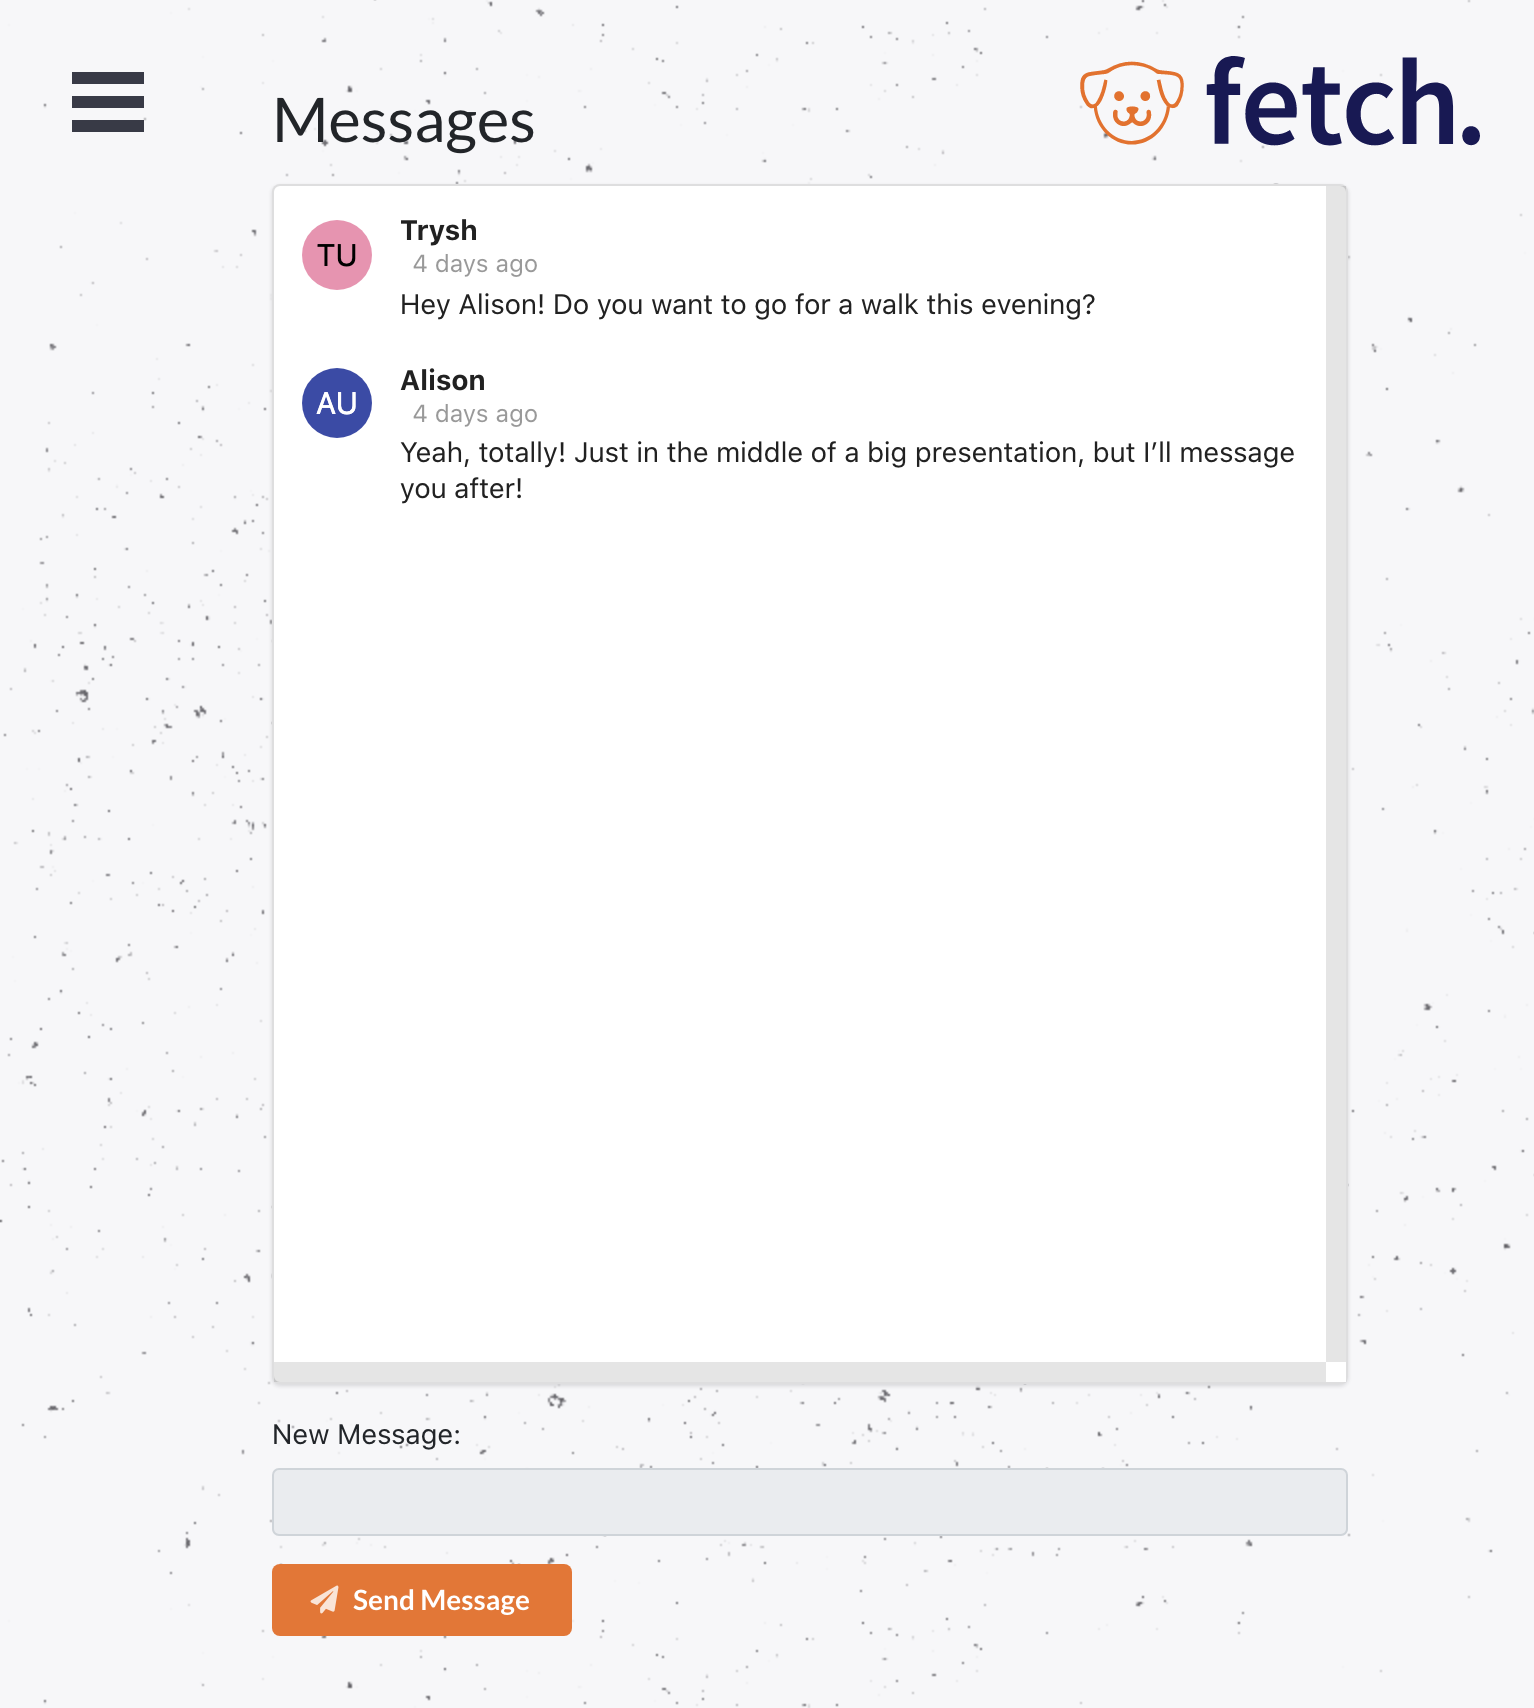 Messages
fetch.
TU
Trysh
4 days ago
Hey Alison! Do you want to go for a walk this evening?
AU
Alison
4 days ago
Yeah, totally! Just in the middle of a big presentation, but I’ll message
you after!
New Message:
Send Message